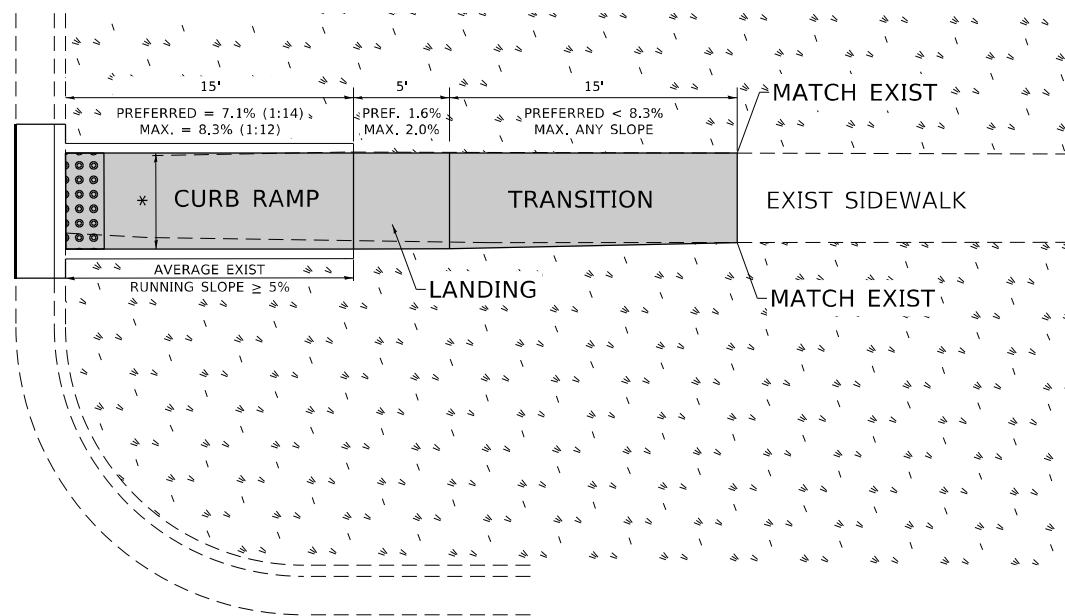 15'
5'
15'
PREFERRED = 7.1% (1:14)
MAX. = 8.3% (1:12)
PREF. 1.6%
MAX. 2.0%
PREFERRED < 8.3%
MAX. ANY SLOPE
MATCH EXIST
*
CURB RAMP
TRANSITION
EXIST SIDEWALK
AVERAGE EXIST
RUNNING SLOPE ≥ 5%
LANDING
MATCH EXIST